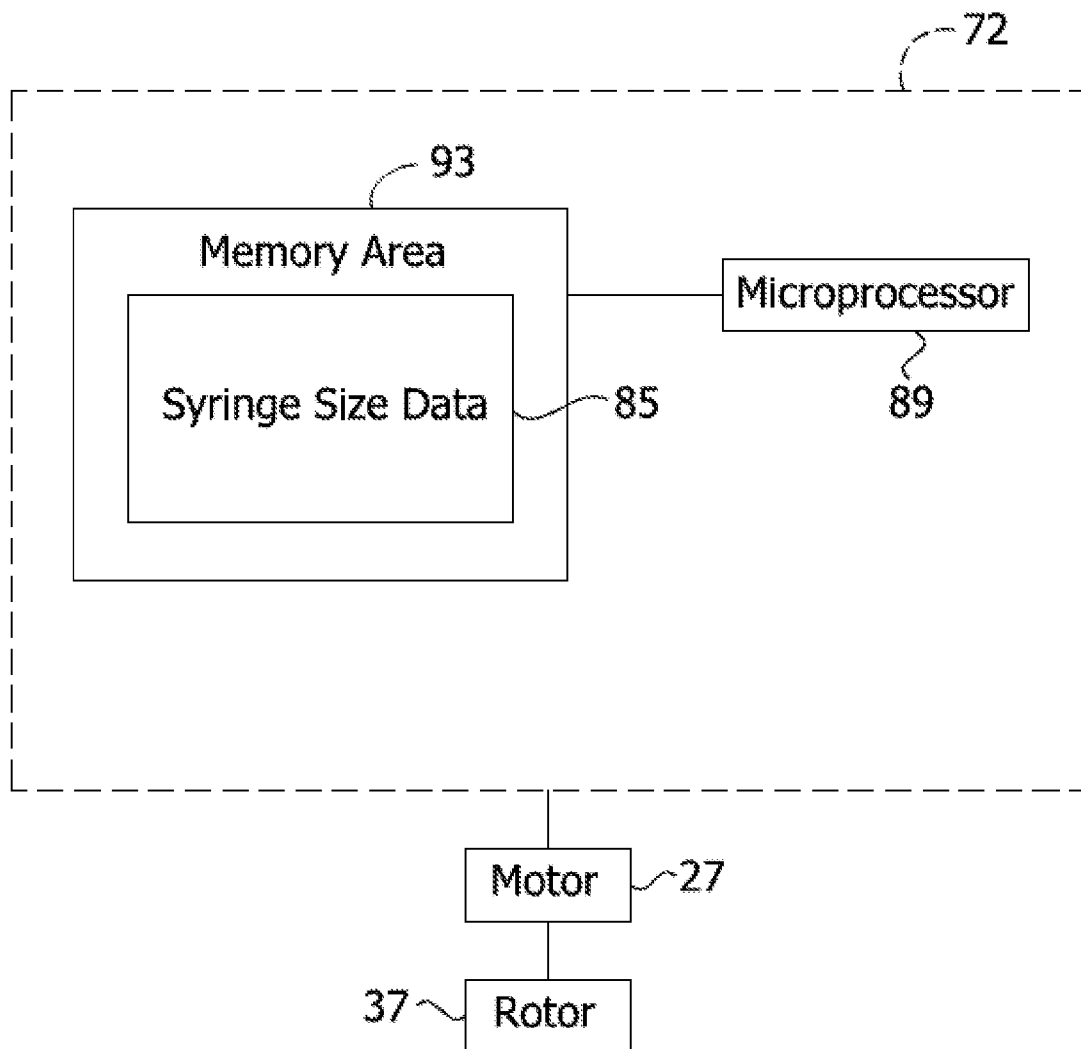 72
93
Memory Area
Microprocessor
Syringe Size Data
85
89
Motor
27
37
Rotor